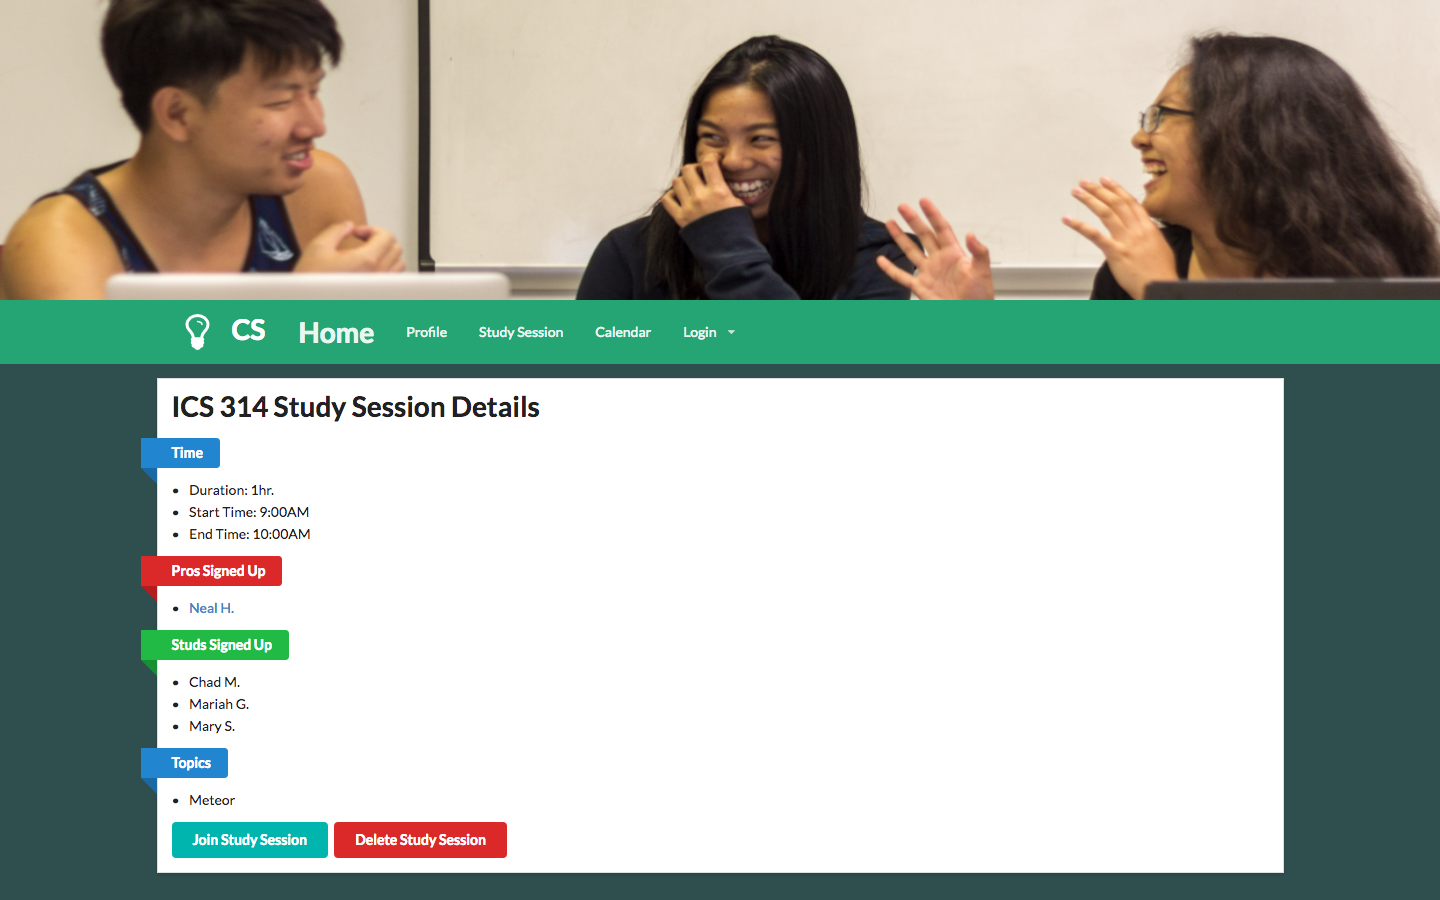 CS Home Profile Study Session Calendar Login
ICS 314 Study Session Details
Time
Duration: 1hr.
Start Time: 9:00AM
End Time: 10:00AM
Pros Signed Up
Neal H.
Studs Signed Up
Chad M.
Mariah G.
Mary S.
Topics
Meteor
Join Study Session Delete Study Session